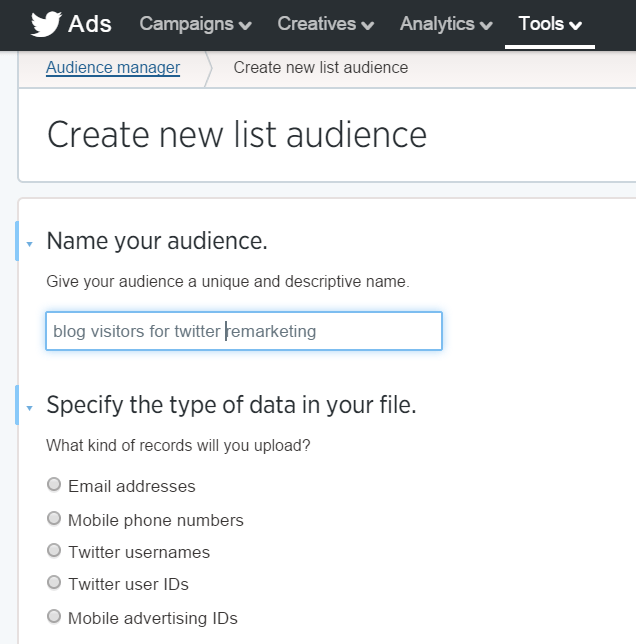 Ads Campaigns Creatives Analytics Tools
Audience manager Create new list audience
Create new list audience
Name your audience.
Give your audience a unique and descriptive name.
blog visitors for twitter remarketing
Specify the type of data in your file.
What kind of records will you upload?
Email addresses
Mobile phone numbers
Twitter usernames
Twitter user IDs
Mobile advertising IDs